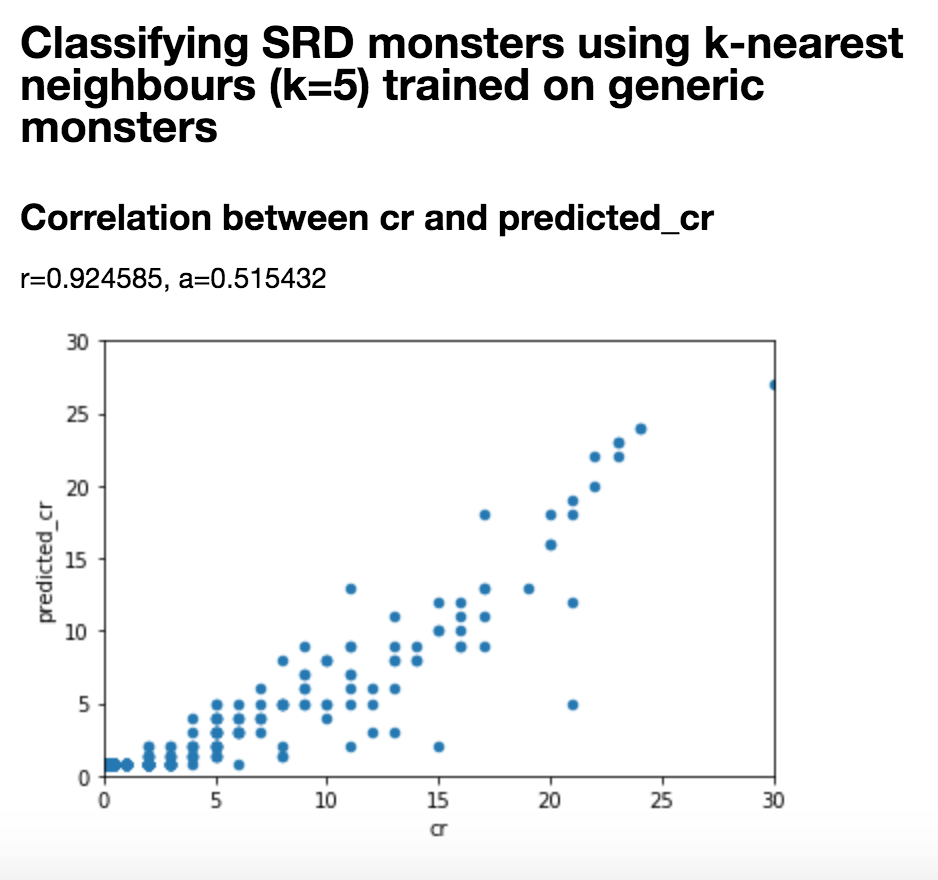 Classifying SRD monsters using k-nearest
neighbours (k=5) trained on generic
monsters
Correlation between cr and predicted_cr
r=0.924585, a=0.515432
30
25
20
15
10
5
0
predicted_cr
0 5 10 15 20 25 30
cr